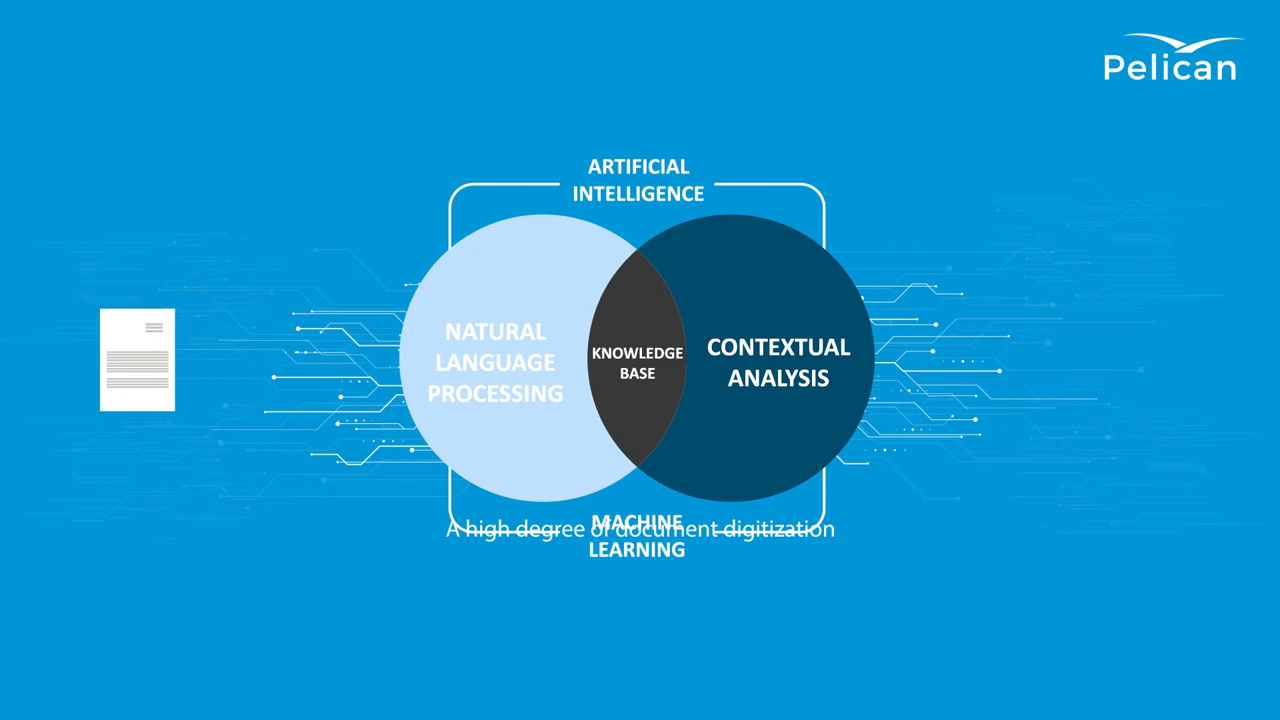 Pelican
ARTIFICIAL
INTELLIGENCE
NATURAL
LANGUAGE
PROCESSING
KNOWLEDGE
BASE
CONTEXTUAL
ANALYSIS
MACHINE
LEARNING
A high degree of document digitization